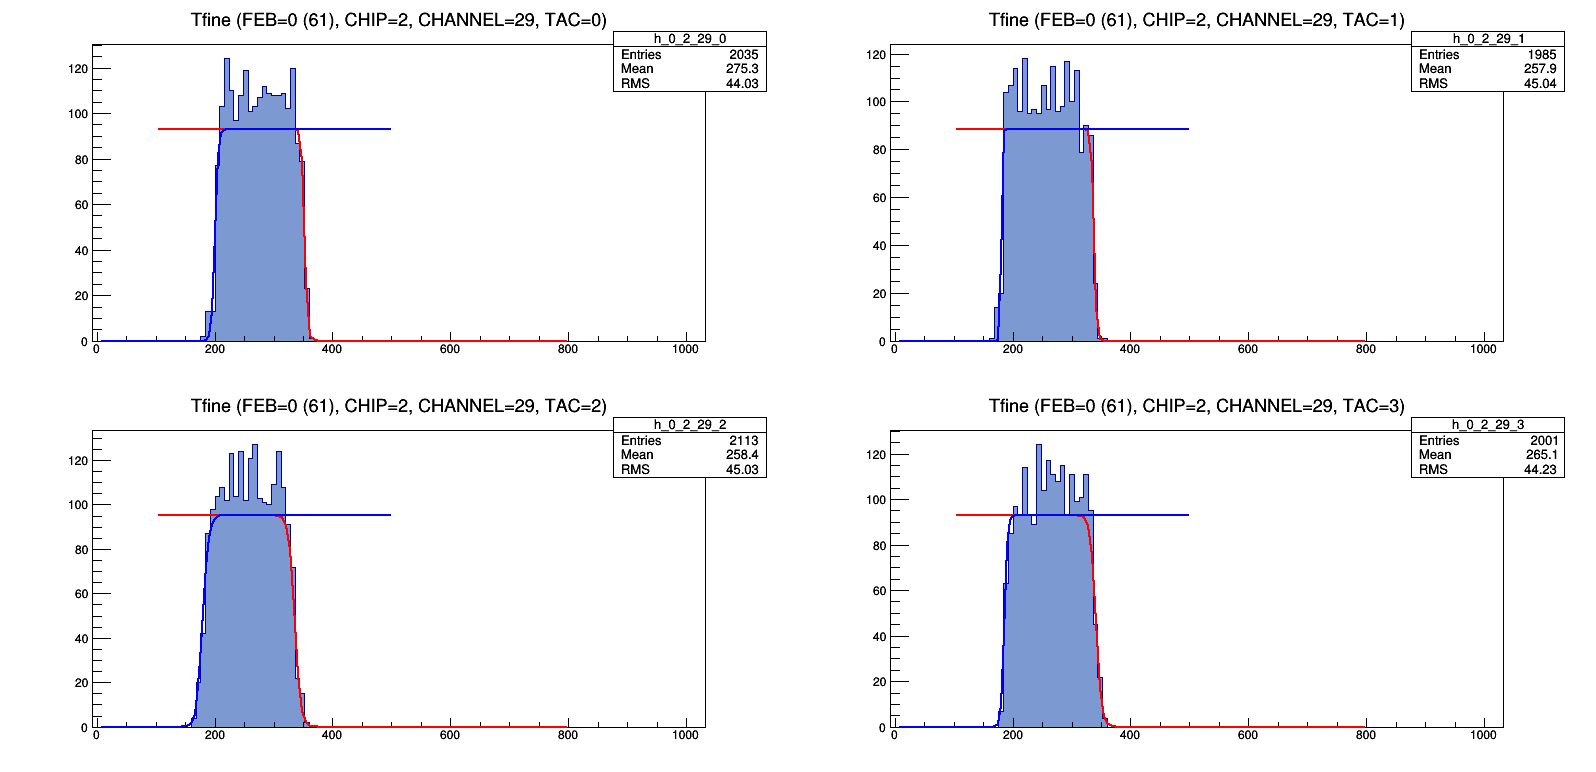 Tfine (FEB=0 (61), CHIP=2, CHANNEL=29, TAC=0)
h_0_2_29_0
Entries 2035
Mean 275.3
RMS 44.03
120
100
80
60
40
20
0
0 200 400 600 800 1000
Tfine (FEB=0 (61), CHIP=2, CHANNEL=29, TAC=1)
h_0_2_29_1
Entries 1985
Mean 257.9
RMS 45.04
120
100
80
60
40
20
0
0 200 400 600 800 1000
Tfine (FEB=0 (61), CHIP=2, CHANNEL=29, TAC=2)
h_0_2_29_2
Entries 2113
Mean 258.4
RMS 45.03
120
100
80
60
40
20
0
0 200 400 600 800 1000
Tfine (FEB=0 (61), CHIP=2, CHANNEL=29, TAC=3)
h_0_2_29_3
Entries 2001
Mean 265.1
RMS 44.23
120
100
80
60
40
20
0
0 200 400 600 800 1000